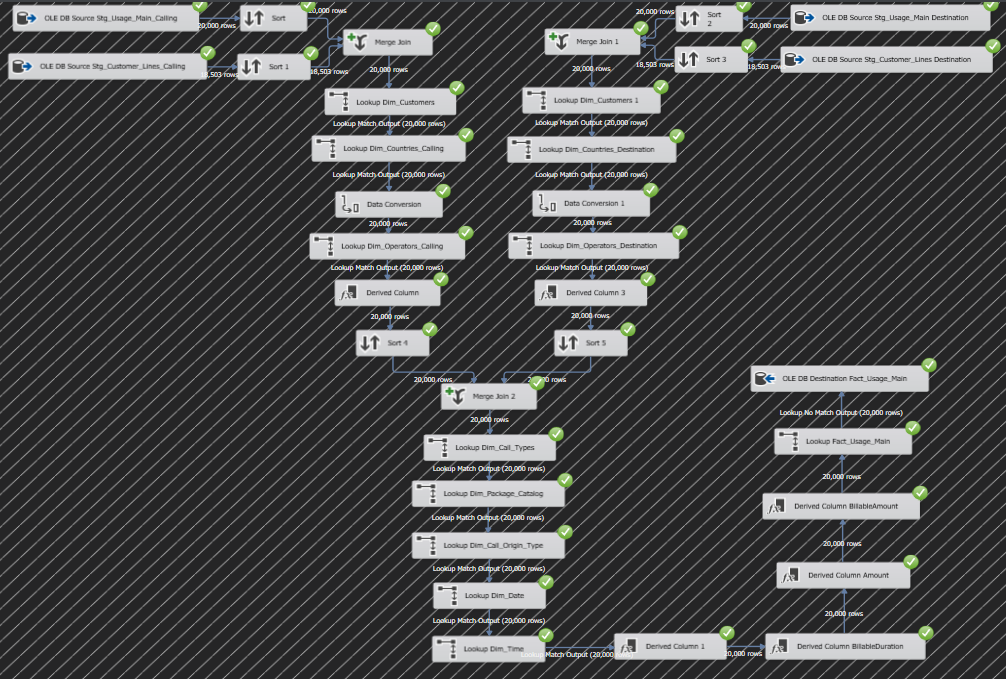 OLE DB Source Stg_Usage_Main_Calling
20,000 rows
Sort
20,000 rows
OLE DB Source Stg_Customer_Lines_Calling
18,503 rows
Sort 1
18,503 rows
Merge Join
20,000 rows
Lookup Dim_Customers
Lookup Match Output (20,000 rows)
Lookup Dim_Countries_Calling
Lookup Match Output (20,000 rows)
Data Conversion
20,000 rows
Lookup Dim_Operators_Calling
Lookup Match Output (20,000 rows)
Derived Column
20,000 rows
Sort 4
20,000 rows
OLE DB Source Stg_Usage_Main Destination
20,000 rows
Sort
2
20,000 rows
OLE DB Source Stg_Customer_Lines Destination
18,503 rows
Sort 3
18,503 rows
Merge Join 1
20,000 rows
Lookup Dim_Customers 1
Lookup Match Output (20,000 rows)
Lookup Dim_Countries_Destination
Lookup Match Output (20,000 rows)
Data Conversion 1
20,000 rows
Lookup Dim_Operators_Destination
Lookup Match Output (20,000 rows)
Derived Column 3
20,000 rows
Sort 5
20,000 rows
Merge Join 2
20,000 rows
Lookup Dim_Call_Types
Lookup Match Output (20,000 rows)
Lookup Dim_Package_Catalog
Lookup Match Output (20,000 rows)
Lookup Dim_Call_Origin_Type
Lookup Match Output (20,000 rows)
Lookup Dim_Date
Lookup Match Output (20,000 rows)
Lookup Dim_Time
Lookup Match Output (20,000 rows)
Derived Column 1
20,000 rows
Derived Column BillableDuration
20,000 rows
Derived Column Amount
20,000 rows
Derived Column BillableAmount
20,000 rows
Lookup Fact_Usage_Main
Lookup No Match Output (20,000 rows)
OLE DB Destination Fact_Usage_Main